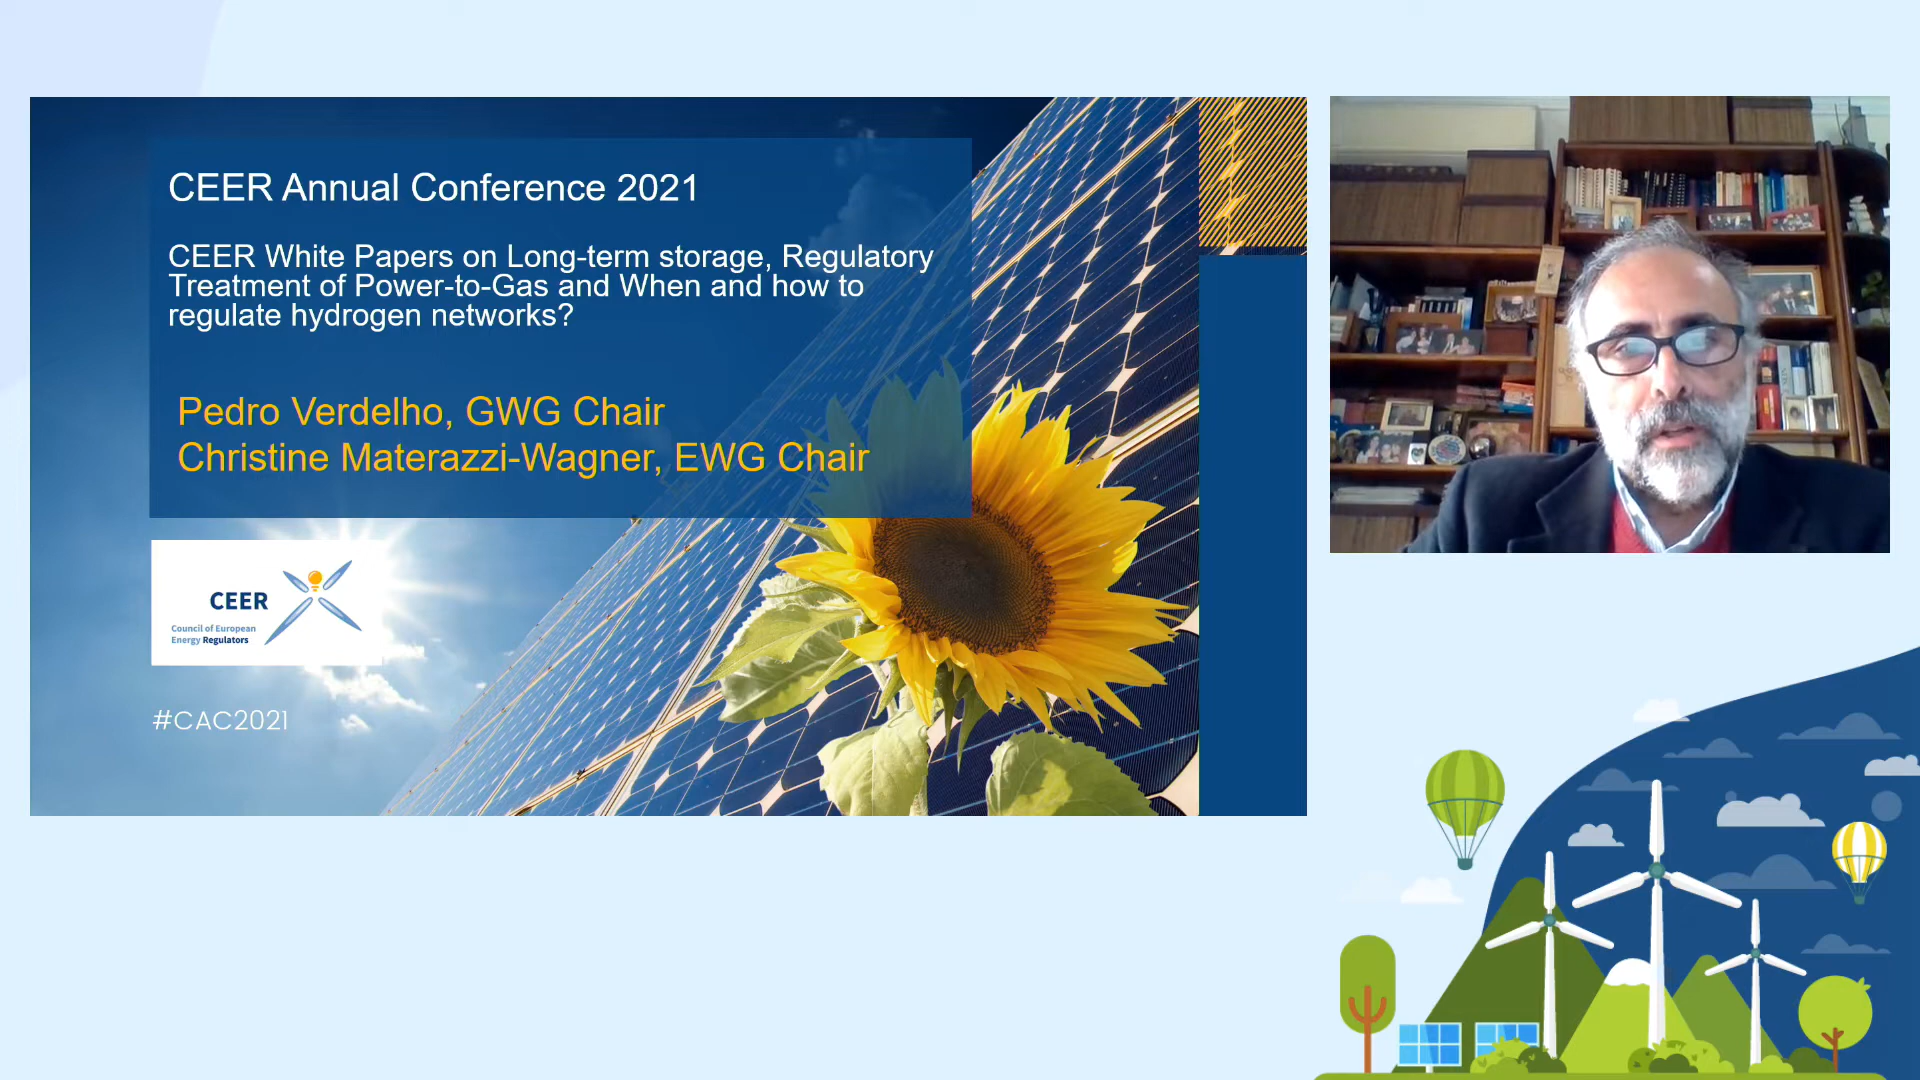 CEER Annual Conference 2021
CEER White Papers on Long-term storage, Regulatory
Treatment of Power-to-Gas and When and how to
regulate hydrogen networks?
Pedro Verdelho, GWG Chair
Christine Materazzi-Wagner, EWG Chair
CEER
Council of European
Energy Regulators
#CAC2021